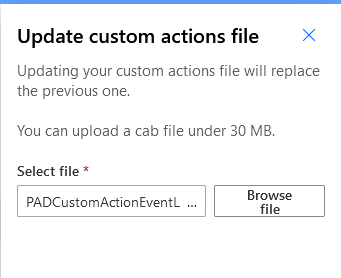 Update custom actions file
Updating your custom actions file will replace
the previous one.
You can upload a cab file under 30 MB.
Select file *
PADCustomActionEventL ...
Browse
file